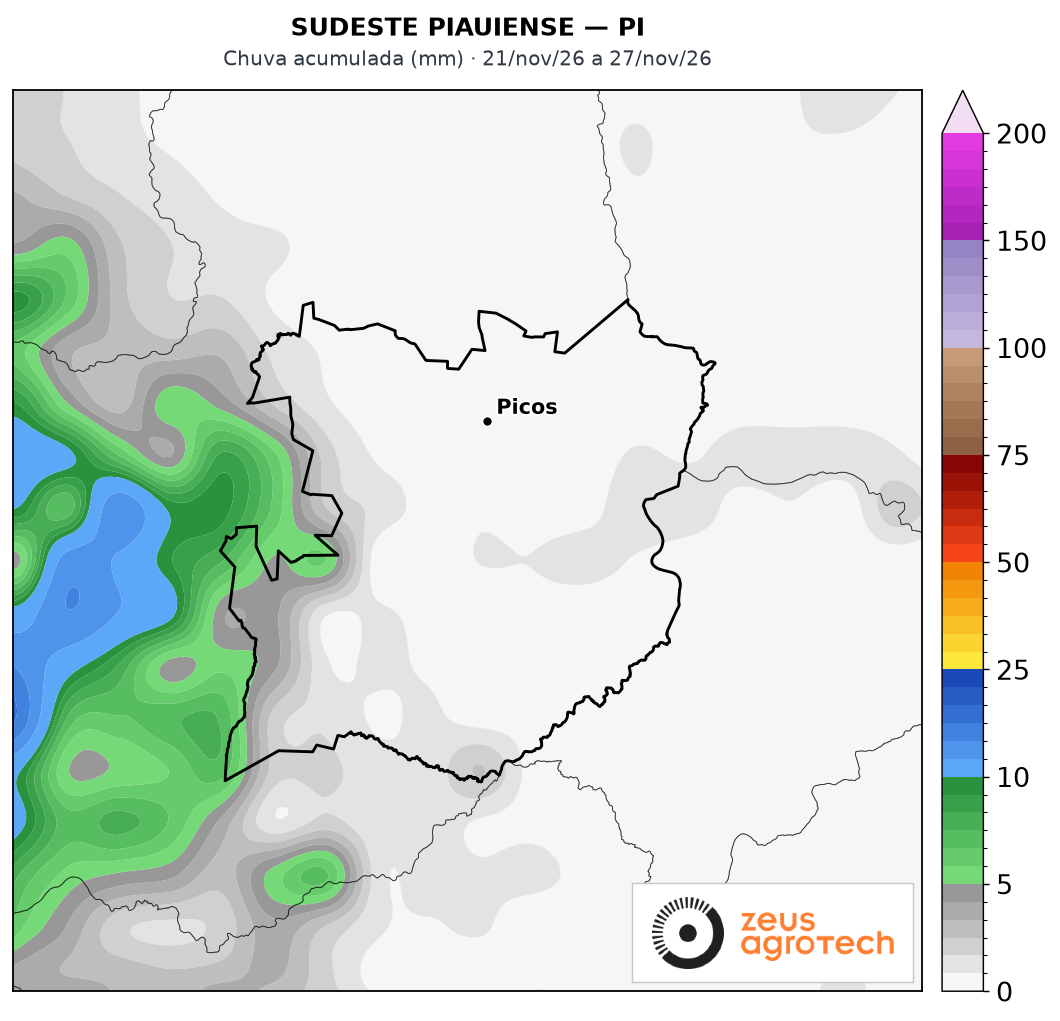 SUDESTE PIAUIENSE — PI
Chuva acumulada (mm) · 21/nov/26 a 27/nov/26
200
150
100
75
50
25
10
5
0
Picos
zeus
agrotech